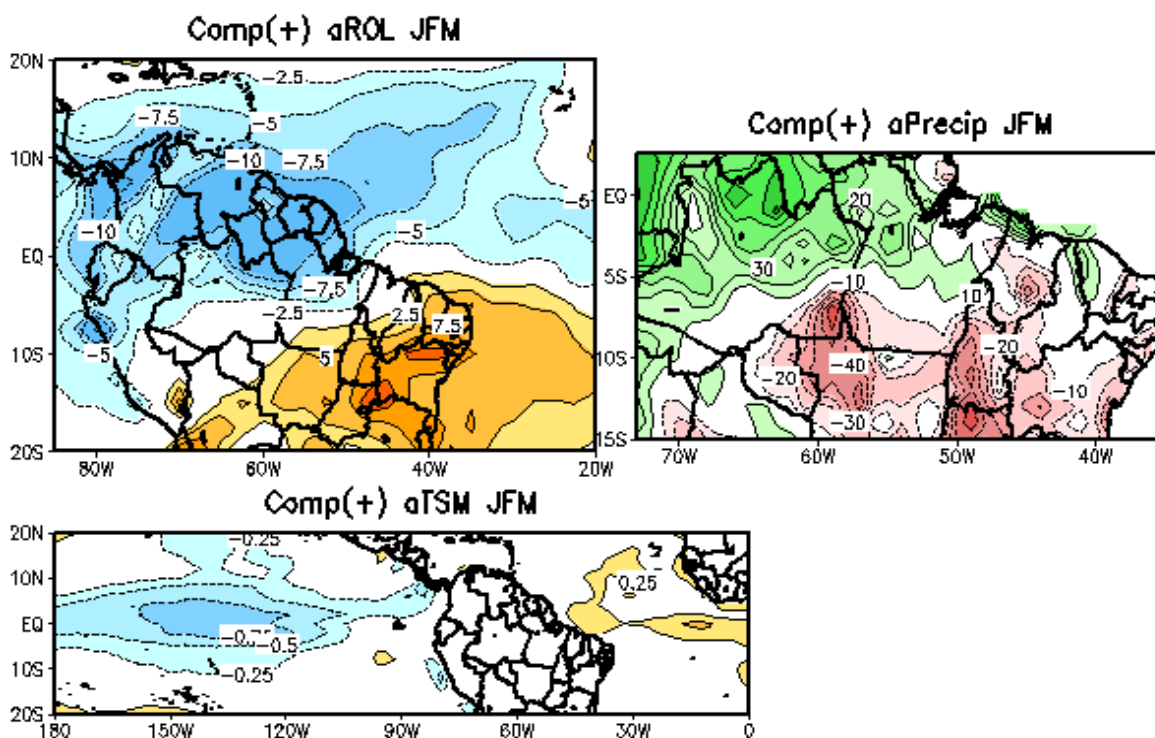 Comp(+) aROL JFM
20N
10N
EQ
10S
20S
80W
60W
40W
20W
−2.5
−7.5
−5
−10
−7.5
−5
−10
−5
−7.5
−2.5
−5
2.5
7.5
5
Comp(+) aPrecip JFM
EQ
5S
10S
15S
70W
60W
50W
40W
20
30
−10
10
−20
−40
−20
−10
−30
Comp(+) aTSM JFM
20N
10N
EQ
10S
20S
180
150W
120W
90W
60W
30W
0
−0.25
0.25
−0.5
−0.25